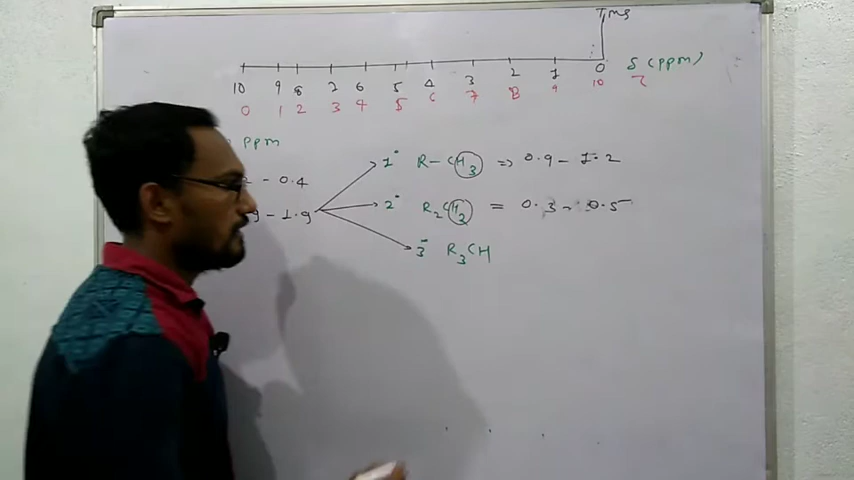 TMS
10 9 8 7 6 5 4 3 2 1 0 δ (ppm)
0 1 2 3 4 5 6 7 8 9 10 τ
ppm
1° R-CH3 => 0.9 - 1.2
2 - 0.4
2° R2CH2 = 0.3 - 0.5
9 - 1.9
3° R3CH